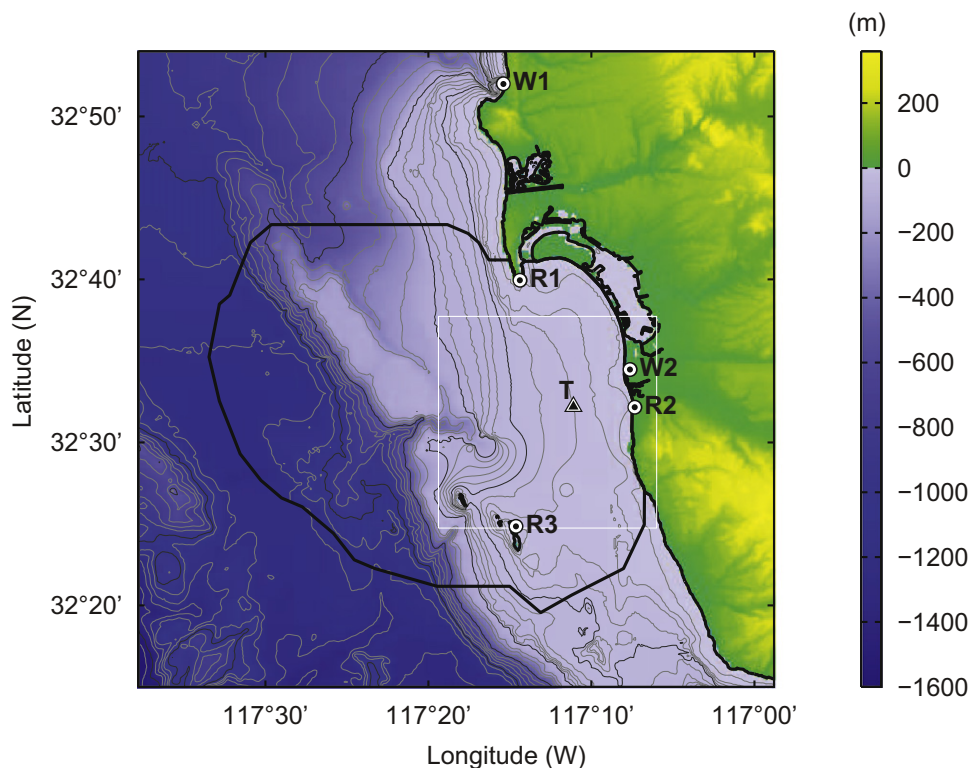 (m)
W1
32°50'
200
0
−200
32°40'
R1
−400
W2
−600
T
R2
32°30'
−800
−1000
R3
−1200
32°20'
−1400
−1600
117°30'
117°20'
117°10'
117°00'
Longitude (W)
Latitude (N)